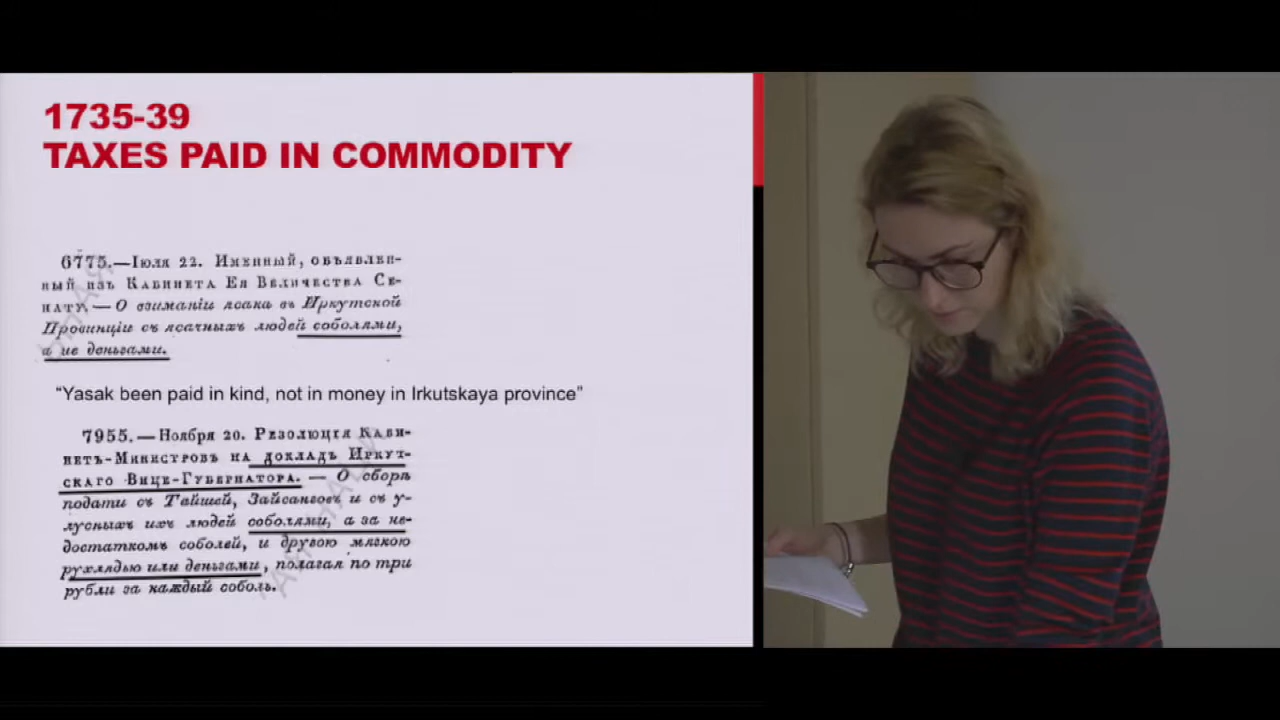 1735-39
TAXES PAID IN COMMODITY
6775.—Іюля 22. Именный, объявлен-
ный изъ Кабинета Ея Величества Се-
нату.—О взиманіи ясака въ Иркутской
Провинціи съ ясачныхъ людей соболями,
а не деньгами.
“Yasak been paid in kind, not in money in Irkutskaya province”
7955.—Ноября 20. Резолюція Каби-
нетъ-Министровъ на докладъ Иркут-
скаго Вице-Губернатора. — О сборѣ
подати съ Тайшей, Зайсанговъ и съ у-
лусныхъ ихъ людей соболями, а за не-
достаткомъ соболей, и другою мягкою
рухлядью или деньгами, полагая по три
рубли за каждый соболь.